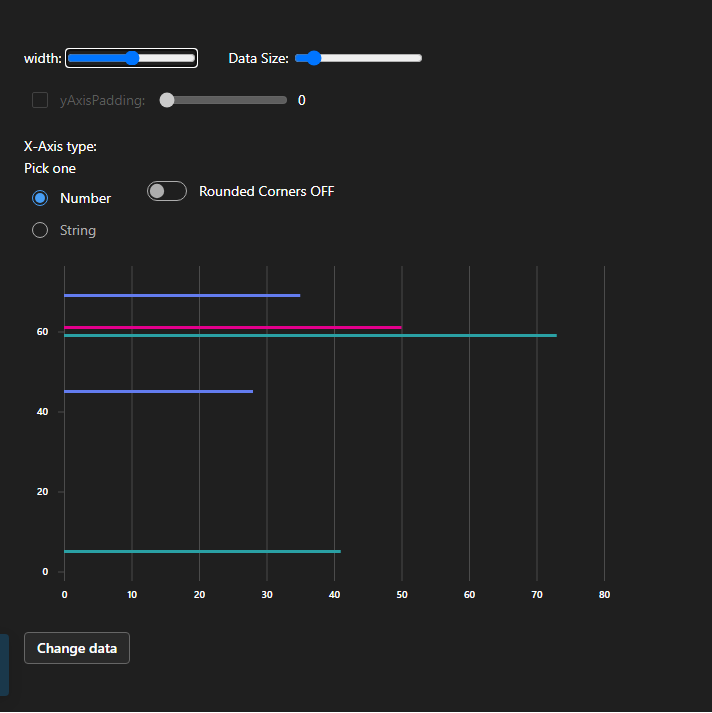 width: Data Size:
yAxisPadding: 0
X-Axis type:
Pick one
Number
Rounded Corners OFF
String
60
40
20
0
0 10 20 30 40 50 60 70 80
Change data